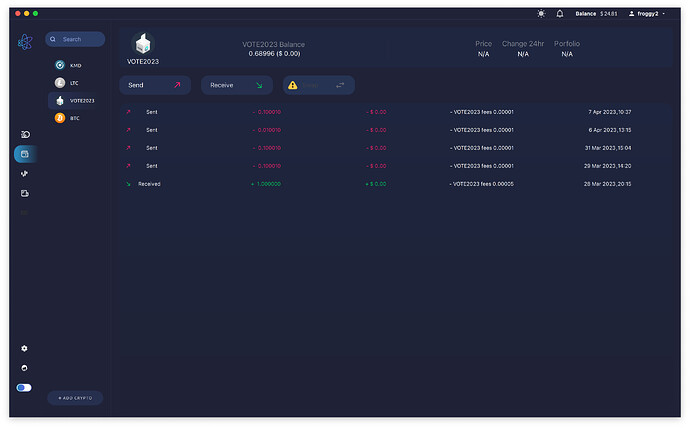 Balance $ 24.81 froggy2
Search
KMD
LTC
VOTE2023
BTC
+ ADD CRYPTO
VOTE2023
VOTE2023 Balance
0.68996 ($ 0.00)
Price Change 24hr Porfolio
N/A N/A N/A
Send Receive
Sent - 0.100010 - $ 0.00 - VOTE2023 fees 0.00001 7 Apr 2023,10:37
Sent - 0.010010 - $ 0.00 - VOTE2023 fees 0.00001 6 Apr 2023,13:15
Sent - 0.100010 - $ 0.00 - VOTE2023 fees 0.00001 31 Mar 2023,15:04
Sent - 0.100010 - $ 0.00 - VOTE2023 fees 0.00001 29 Mar 2023,14:20
Received + 1.000000 + $ 0.00 - VOTE2023 fees 0.00005 28 Mar 2023,20:15